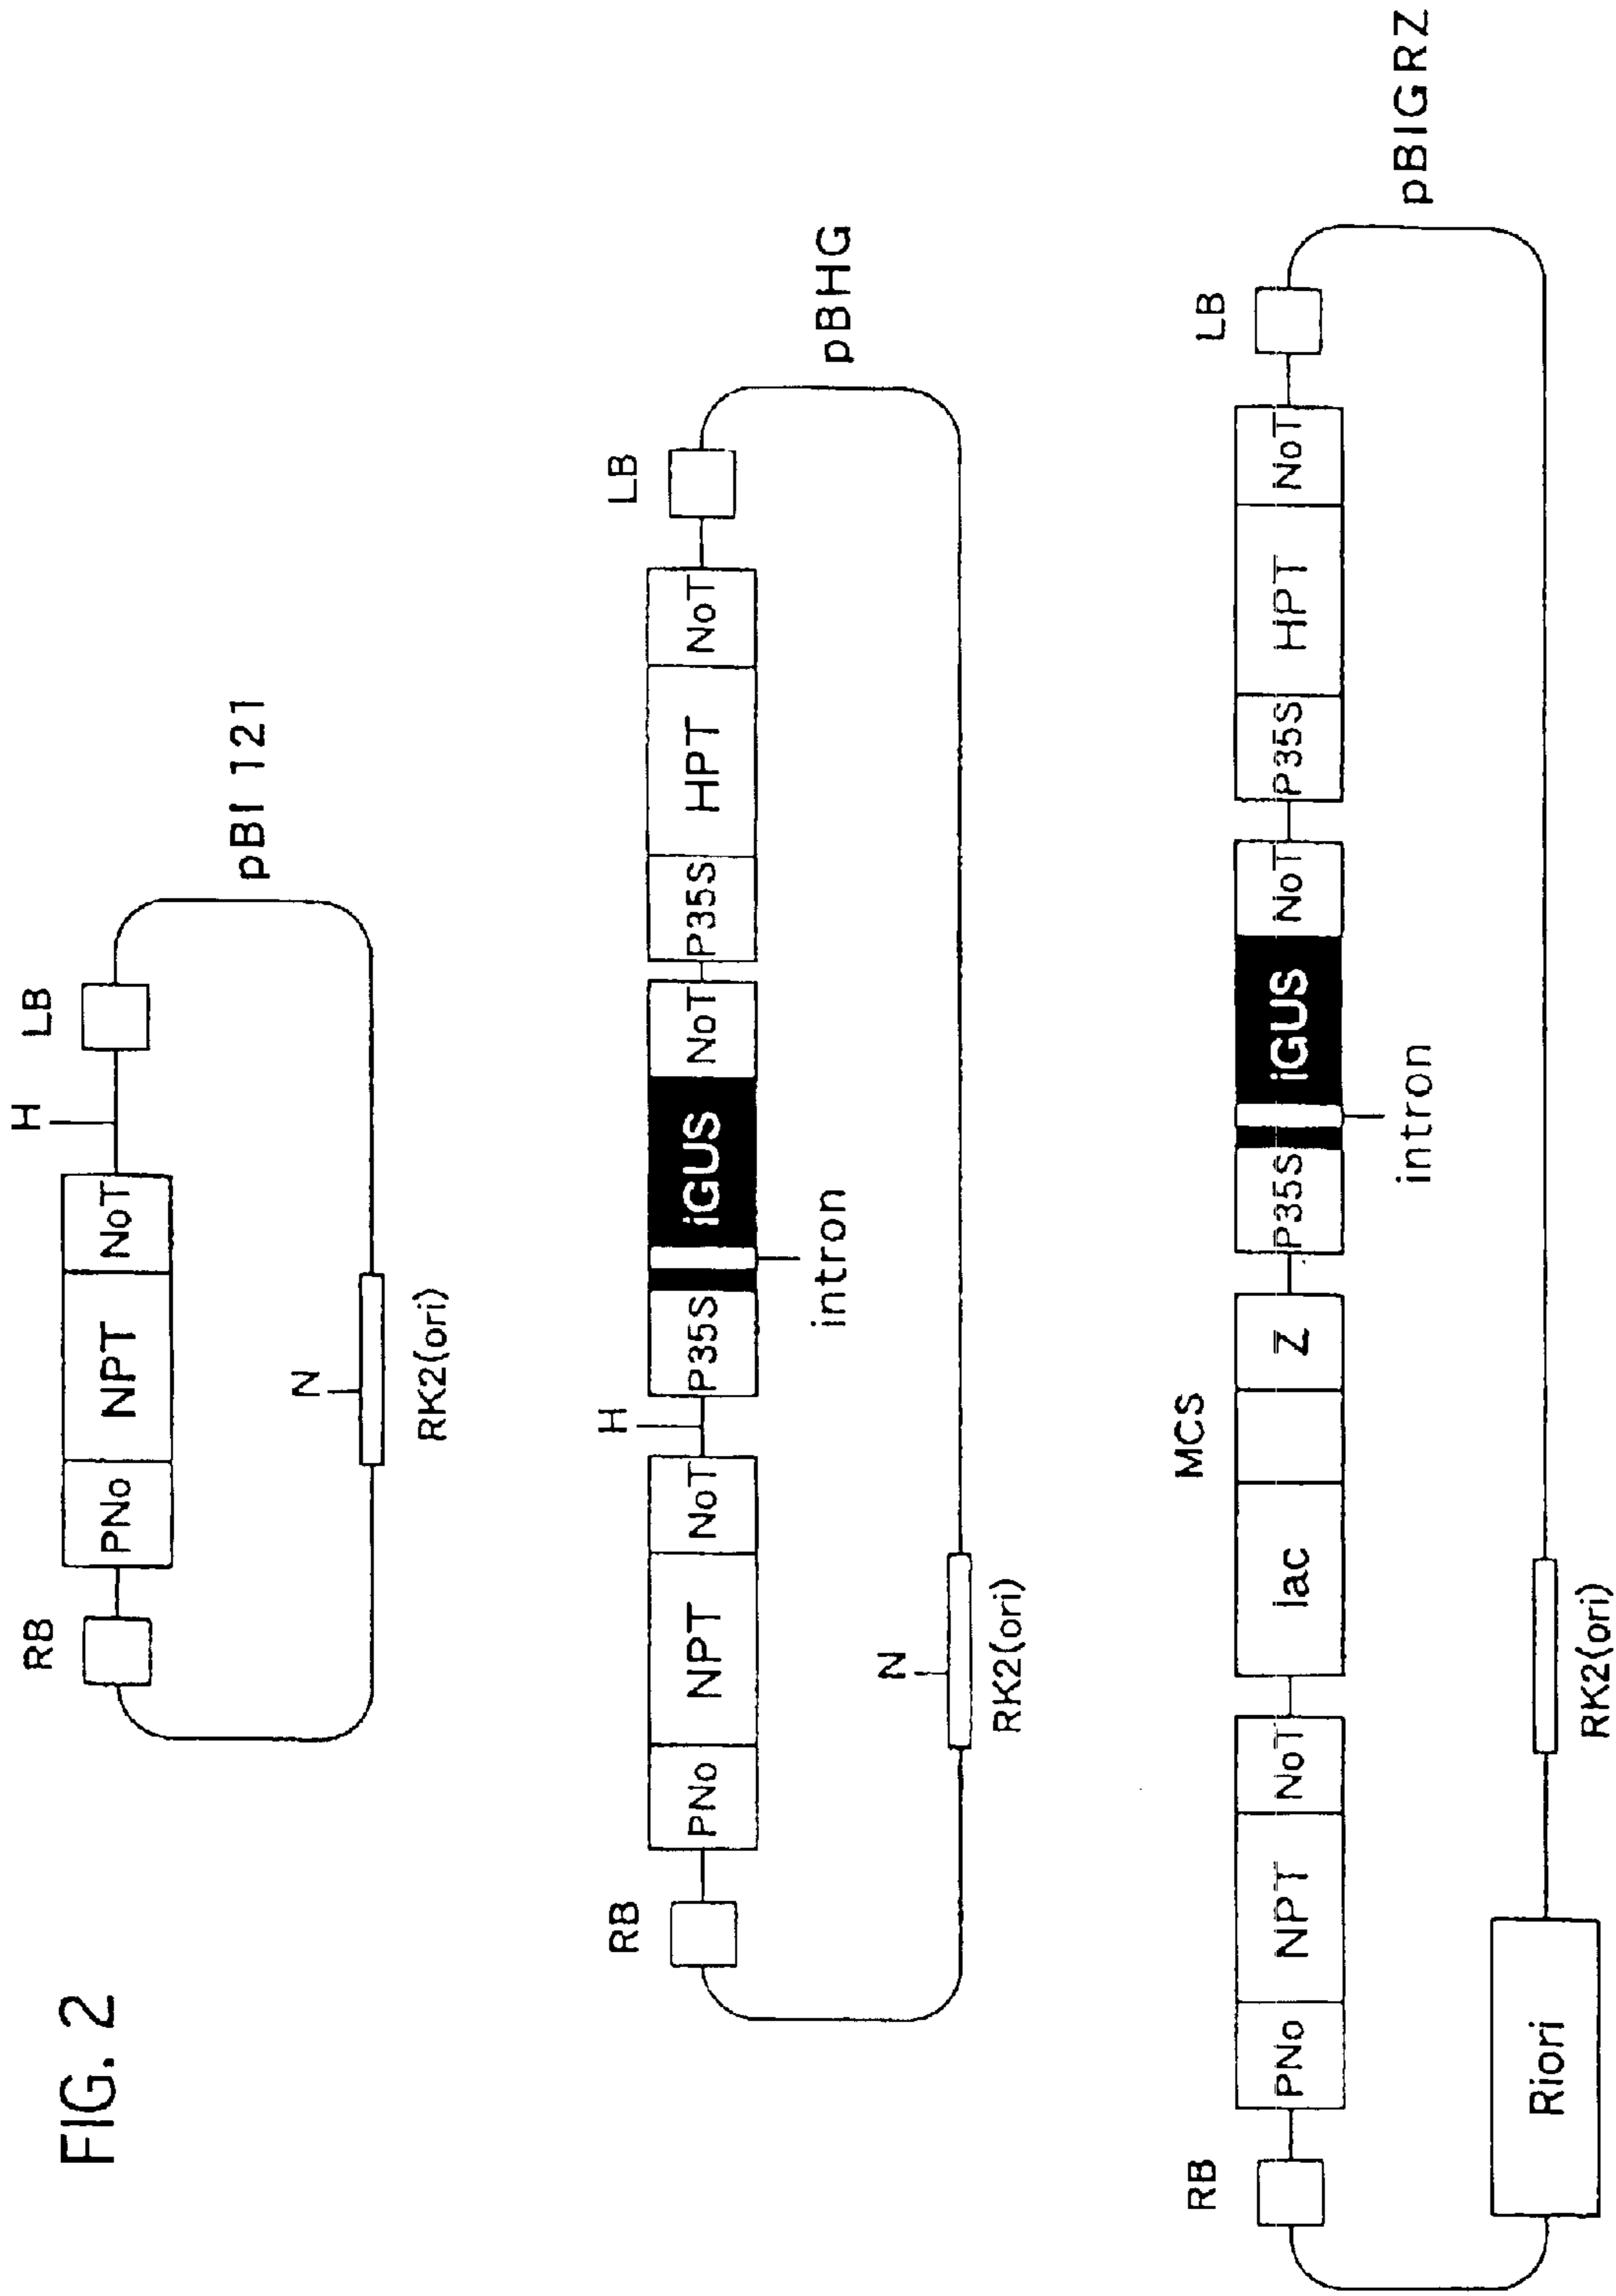 FIG. 2
RB
LB
H
PNo NPT NoT
N
RK2(ori)
pBI 121
RB
LB
H
PNo NPT NoT P35S iGUS NoT P35S HPT NoT
intron
N
RK2(ori)
pBHG
RB
MCS
LB
PNo NPT NoT lac Z P35S iGUS NoT P35S HPT NoT
intron
Riori
RK2(ori)
pBIGRZ